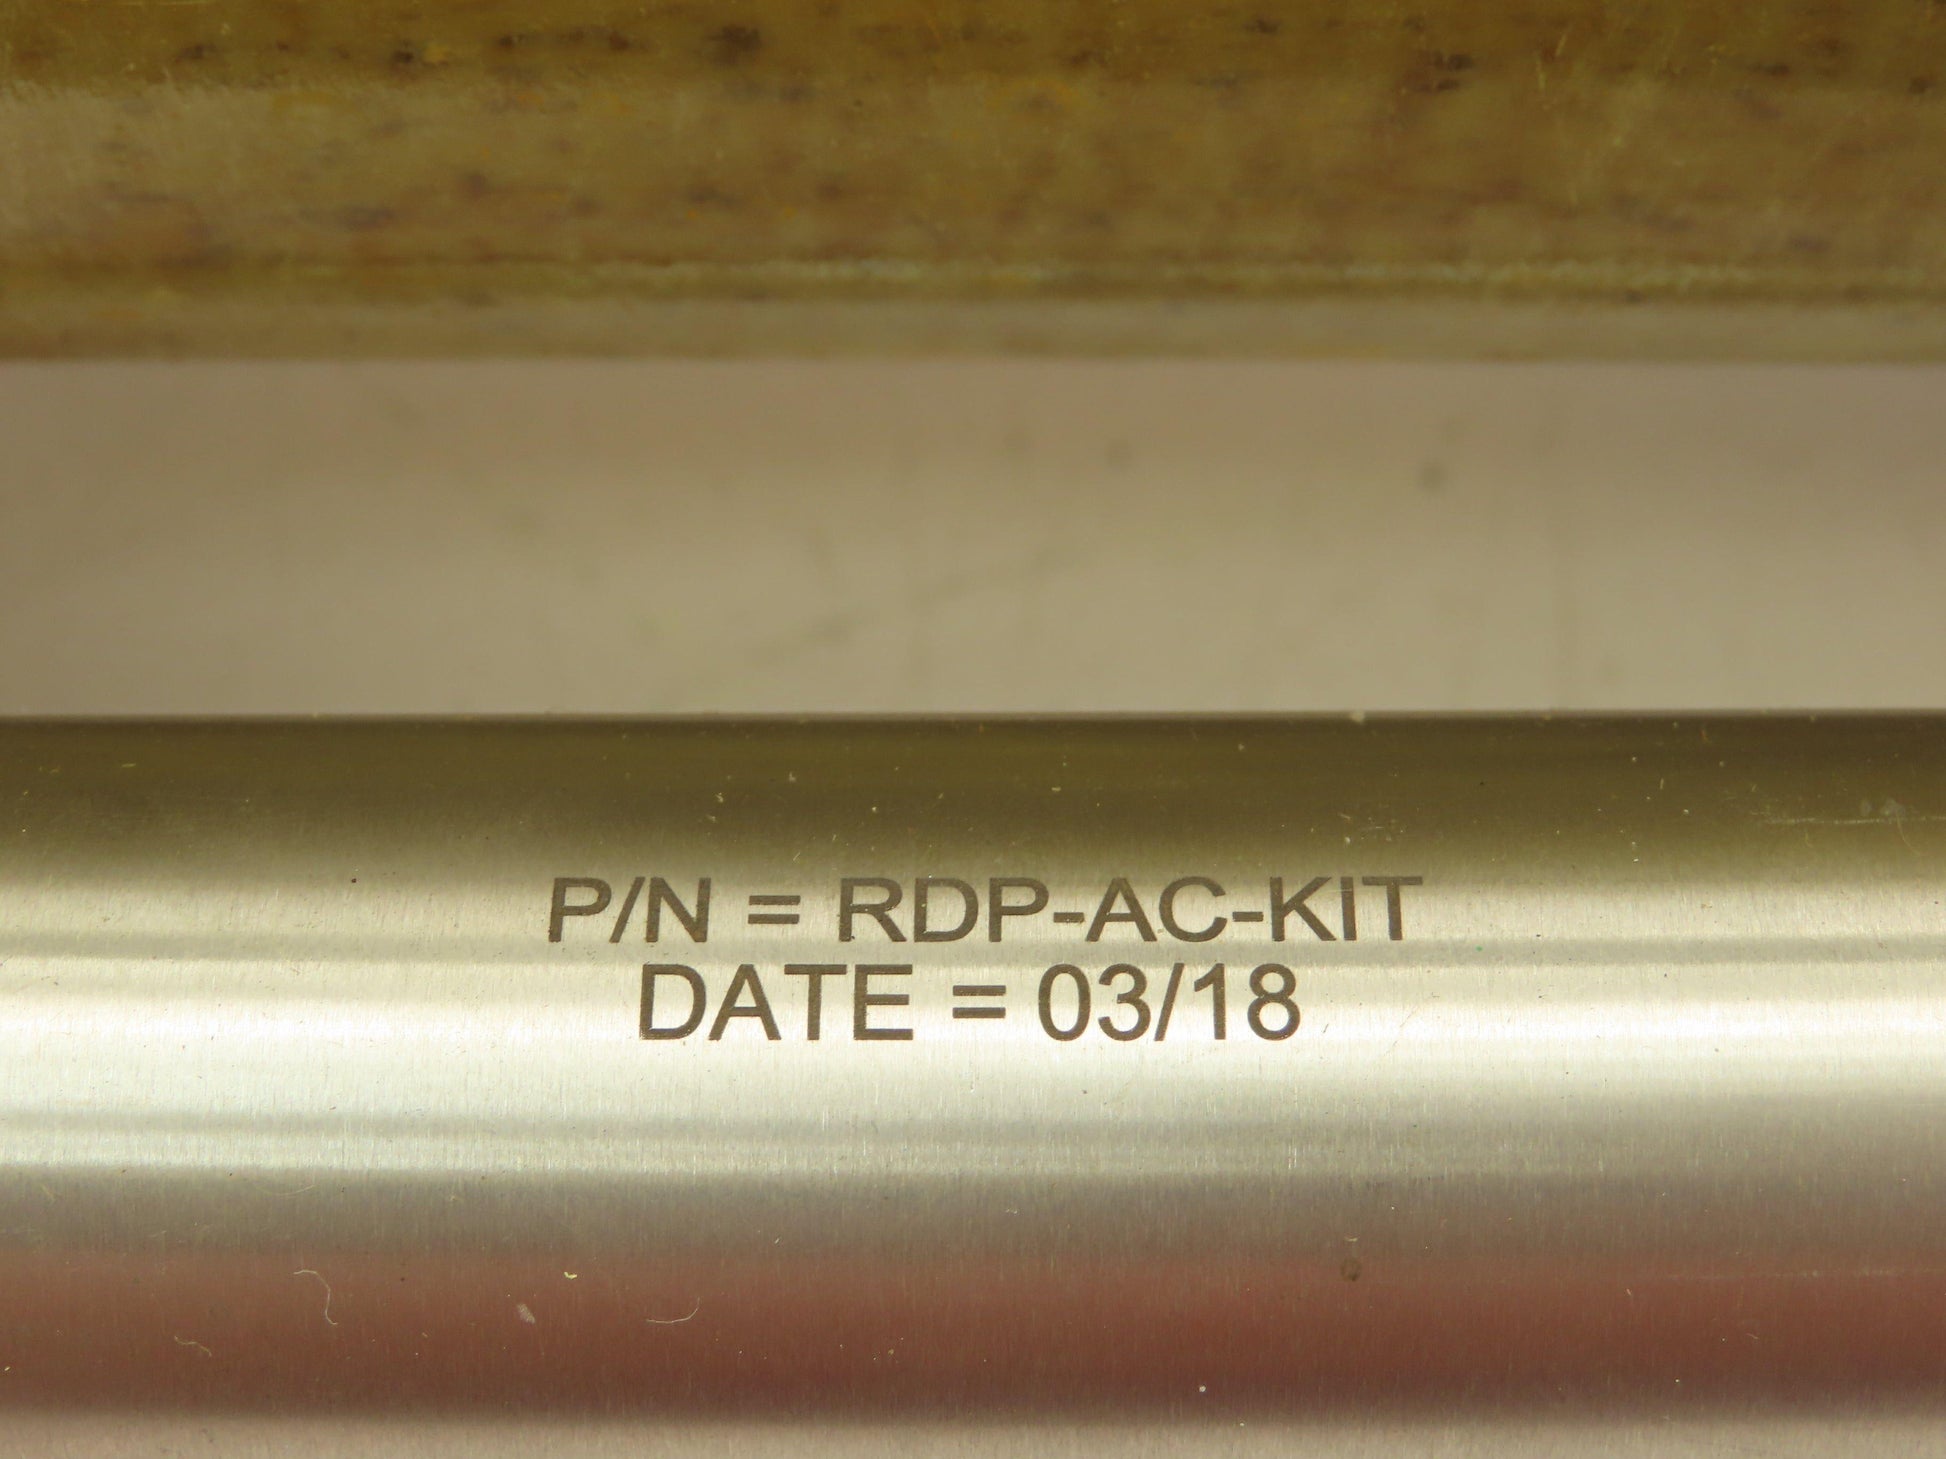 P/N = RDP-AC-KIT
DATE = 03/18